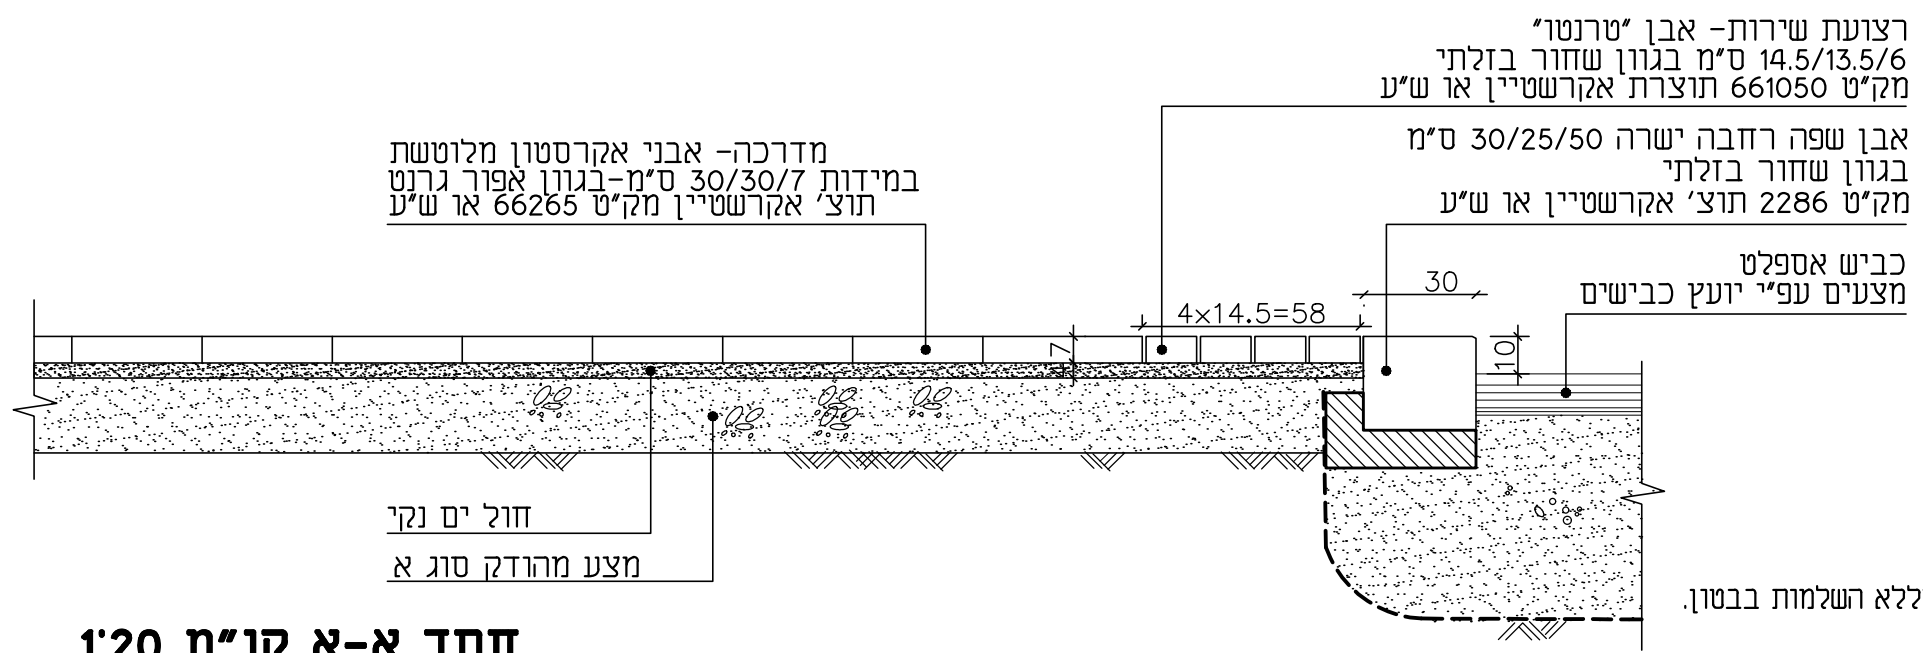 רצועת שירות- אבן "טרנטו"
14.5/13.5/6 ס"מ בגוון שחור בזלתי
מק"ט 661050 תוצרת אקרשטיין או ש"ע
אבן שפה רחבה ישרה 30/25/50 ס"מ
בגוון שחור בזלתי
מק"ט 2286 תוצ' אקרשטיין או ש"ע
מדרכה- אבני אקרסטון מלוטשת
במידות 30/30/7 ס"מ-בגוון אפור גרנט
תוצ' אקרשטיין מק"ט 66265 או ש"ע
כביש אספלט
מצעים עפ"י יועץ כבישים
30
4x14.5=58
7
4
10
חול ים נקי
מצע מהודק סוג א
ללא השלמות בבטון.
חתך א-א קנ"מ 1:20